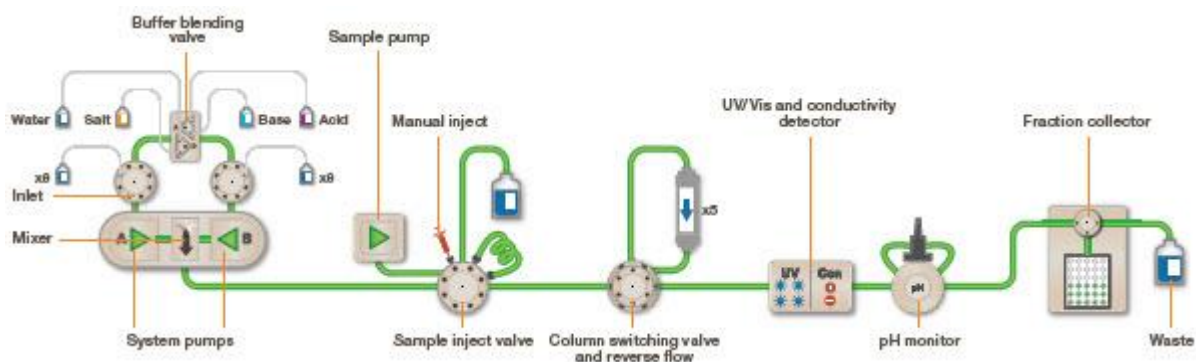 Buffer blending
valve
Sample pump
Water
Salt
Base
Acid
Manual inject
UV/Vis and conductivity
detector
Fraction collector
x8
x8
Inlet
x5
Mixer
A
B
UV
Con
pH
System pumps
Sample inject valve
Column switching valve
and reverse flow
pH monitor
Waste